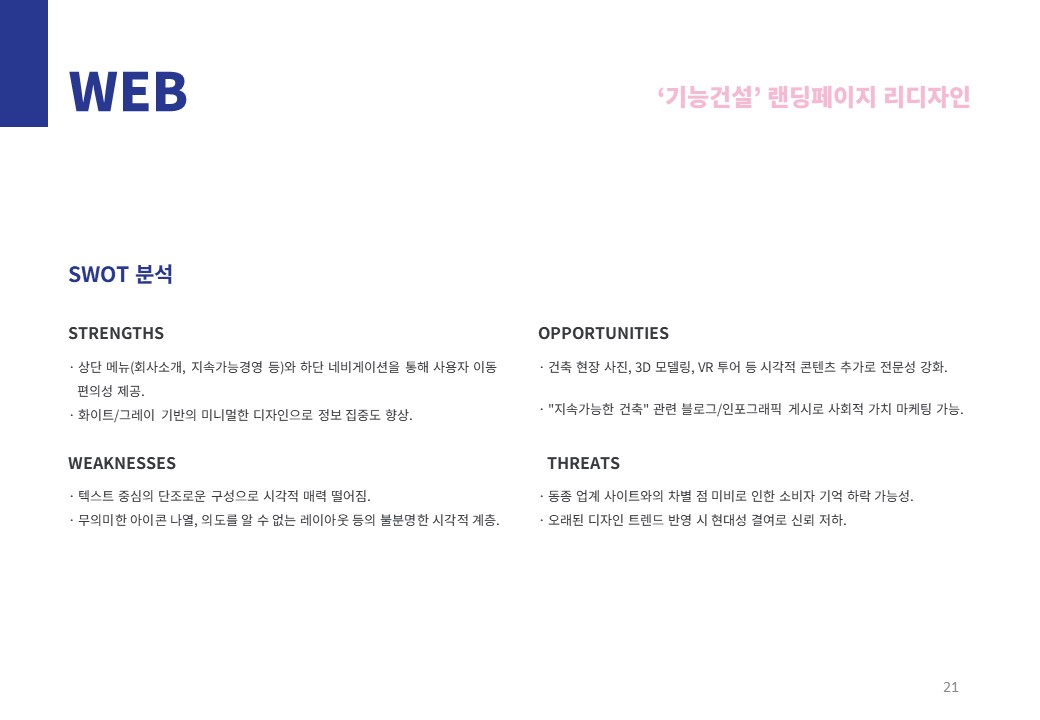 WEB
‘기능건설’ 랜딩페이지 리디자인
SWOT 분석
STRENGTHS
· 상단 메뉴(회사소개, 지속가능경영 등)와 하단 네비게이션을 통해 사용자 이동
편의성 제공.
· 화이트/그레이 기반의 미니멀한 디자인으로 정보 집중도 향상.
OPPORTUNITIES
· 건축 현장 사진, 3D 모델링, VR 투어 등 시각적 콘텐츠 추가로 전문성 강화.
· "지속가능한 건축" 관련 블로그/인포그래픽 게시로 사회적 가치 마케팅 가능.
WEAKNESSES
· 텍스트 중심의 단조로운 구성으로 시각적 매력 떨어짐.
· 무의미한 아이콘 나열, 의도를 알 수 없는 레이아웃 등의 불분명한 시각적 계층.
THREATS
· 동종 업계 사이트와의 차별 점 미비로 인한 소비자 기억 하락 가능성.
· 오래된 디자인 트렌드 반영 시 현대성 결여로 신뢰 저하.
21